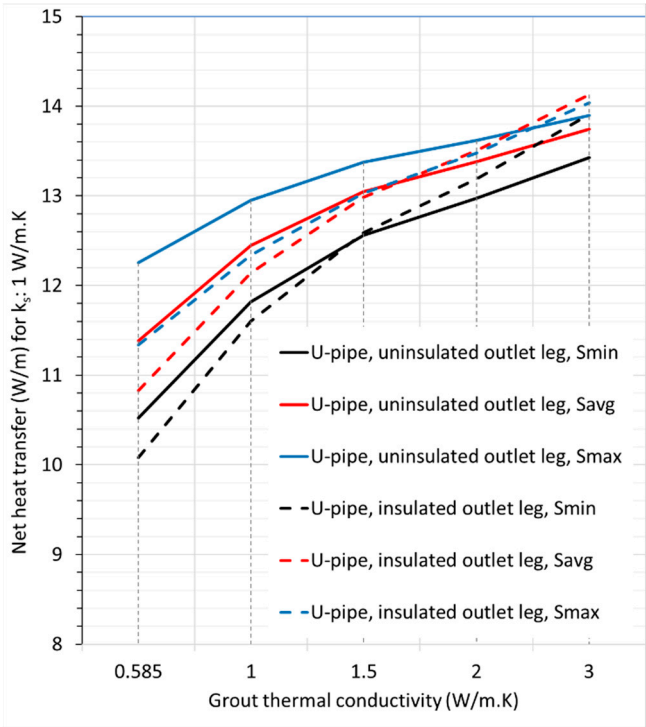 15
14
13
12
11
10
9
8
Net heat transfer (W/m) for ks: 1 W/m.K
U-pipe, uninsulated outlet leg, Smin
U-pipe, uninsulated outlet leg, Savg
U-pipe, uninsulated outlet leg, Smax
U-pipe, insulated outlet leg, Smin
U-pipe, insulated outlet leg, Savg
U-pipe, insulated outlet leg, Smax
0.585 1 1.5 2 3
Grout thermal conductivity (W/m.K)